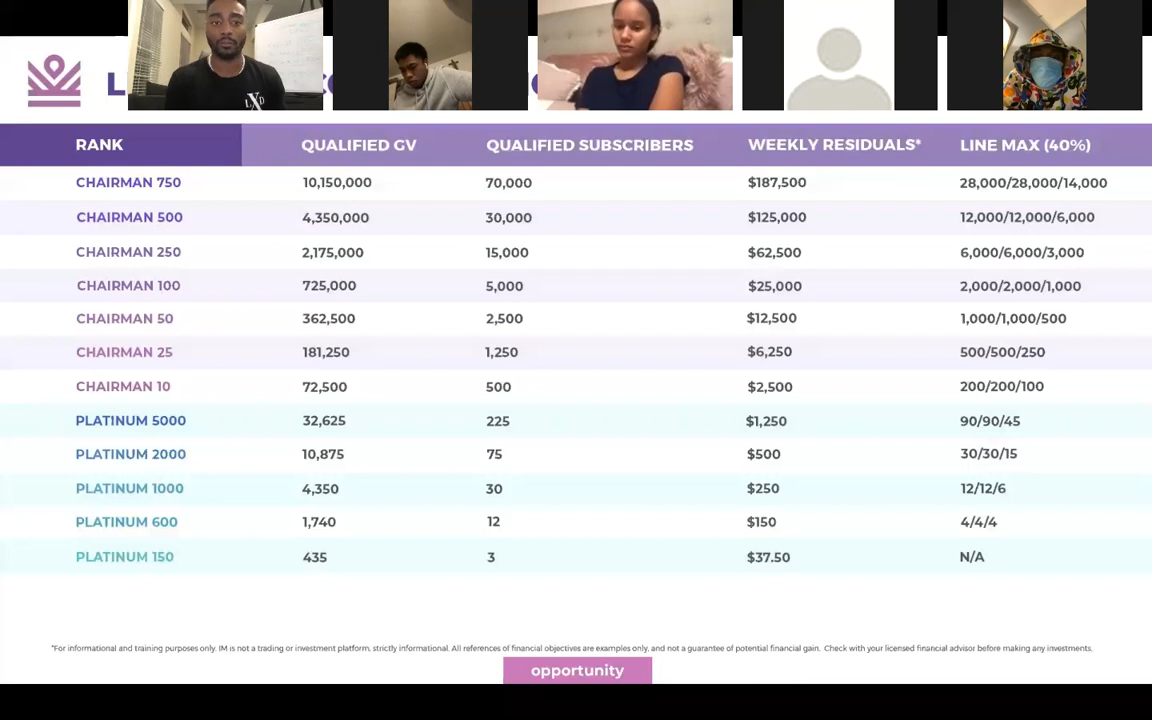 LXD
L
RANK QUALIFIED GV QUALIFIED SUBSCRIBERS WEEKLY RESIDUALS* LINE MAX (40%)
CHAIRMAN 750 10,150,000 70,000 $187,500 28,000/28,000/14,000
CHAIRMAN 500 4,350,000 30,000 $125,000 12,000/12,000/6,000
CHAIRMAN 250 2,175,000 15,000 $62,500 6,000/6,000/3,000
CHAIRMAN 100 725,000 5,000 $25,000 2,000/2,000/1,000
CHAIRMAN 50 362,500 2,500 $12,500 1,000/1,000/500
CHAIRMAN 25 181,250 1,250 $6,250 500/500/250
CHAIRMAN 10 72,500 500 $2,500 200/200/100
PLATINUM 5000 32,625 225 $1,250 90/90/45
PLATINUM 2000 10,875 75 $500 30/30/15
PLATINUM 1000 4,350 30 $250 12/12/6
PLATINUM 600 1,740 12 $150 4/4/4
PLATINUM 150 435 3 $37.50 N/A
*For informational and training purposes only. IM is not a trading or investment platform, strictly informational. All references of financial objectives are examples only, and not a guarantee of potential financial gain. Check with your licensed financial advisor before making any investments.
opportunity